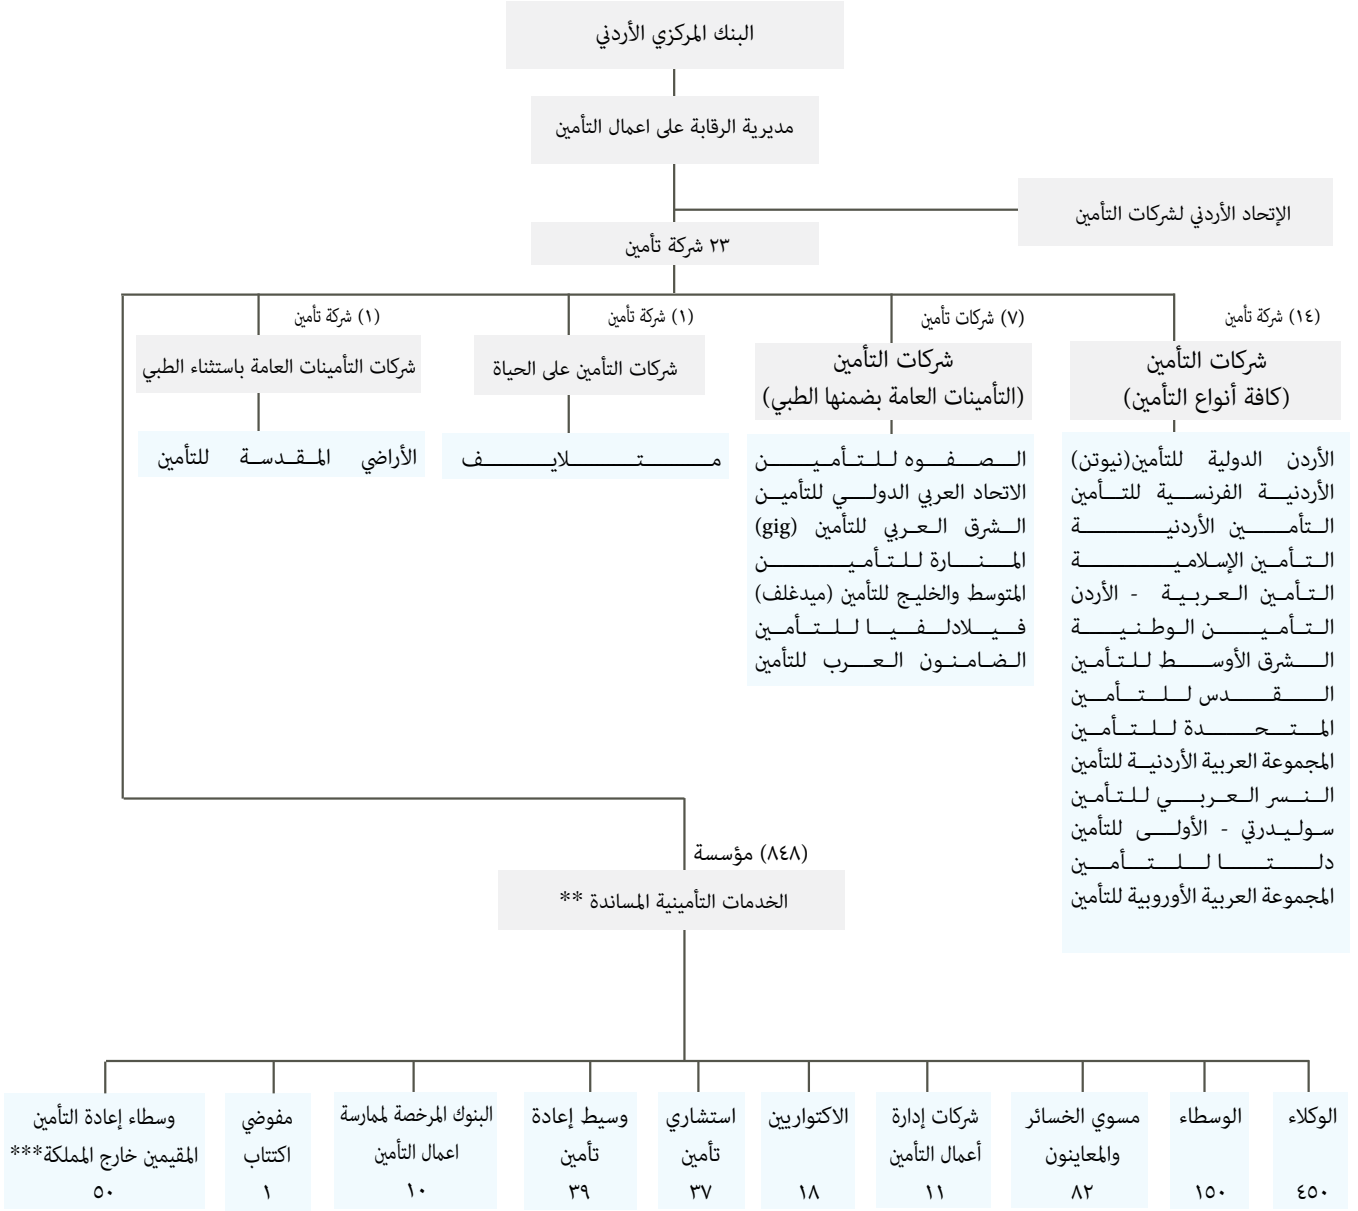 البنك المركزي الأردني
مديرية الرقابة على اعمال التأمين
الإتحاد الأردني لشركات التأمين
٢٣ شركة تأمين
(١٤) شركة تأمين
شركات التأمين
(كافة أنواع التأمين)
الأردن الدولية للتأمين(نيوتن)
الأردنية الفرنسية للتأمين
التأمين الأردنية
التأمين الإسلامية
التأمين العربية - الأردن
التأمين الوطنية
الشرق الأوسط للتأمين
القدس للتأمين
المتحدة للتأمين
المجموعة العربية الأردنية للتأمين
النسر العربي للتأمين
سوليدرتي - الأولى للتأمين
دلتا للتأمين
المجموعة العربية الأوروبية للتأمين
(٧) شركات تأمين
شركات التأمين
(التأمينات العامة بضمنها الطبي)
الصفوه للتأمين
الاتحاد العربي الدولي للتأمين
الشرق العربي للتأمين (gig)
المنارة للتأمين
المتوسط والخليج للتأمين (ميدغلف)
فيلادلفيا للتأمين
الضامنون العرب للتأمين
(١) شركة تأمين
شركات التأمين على الحياة
متلايف
(١) شركة تأمين
شركات التأمينات العامة باستثناء الطبي
الأراضي المقدسة للتأمين
(٨٤٨) مؤسسة
الخدمات التأمينية المساندة **
الوكلاء
٤٥٠
الوسطاء
١٥٠
مسوي الخسائر
والمعاينون
٨٢
شركات إدارة
أعمال التأمين
١١
الاكتواريين
١٨
استشاري
تأمين
٣٧
وسيط إعادة
تأمين
٣٩
البنوك المرخصة لممارسة
اعمال التأمين
١٠
مفوضي
اكتتاب
١
وسطاء إعادة التأمين
المقيمين خارج المملكة***
٥٠